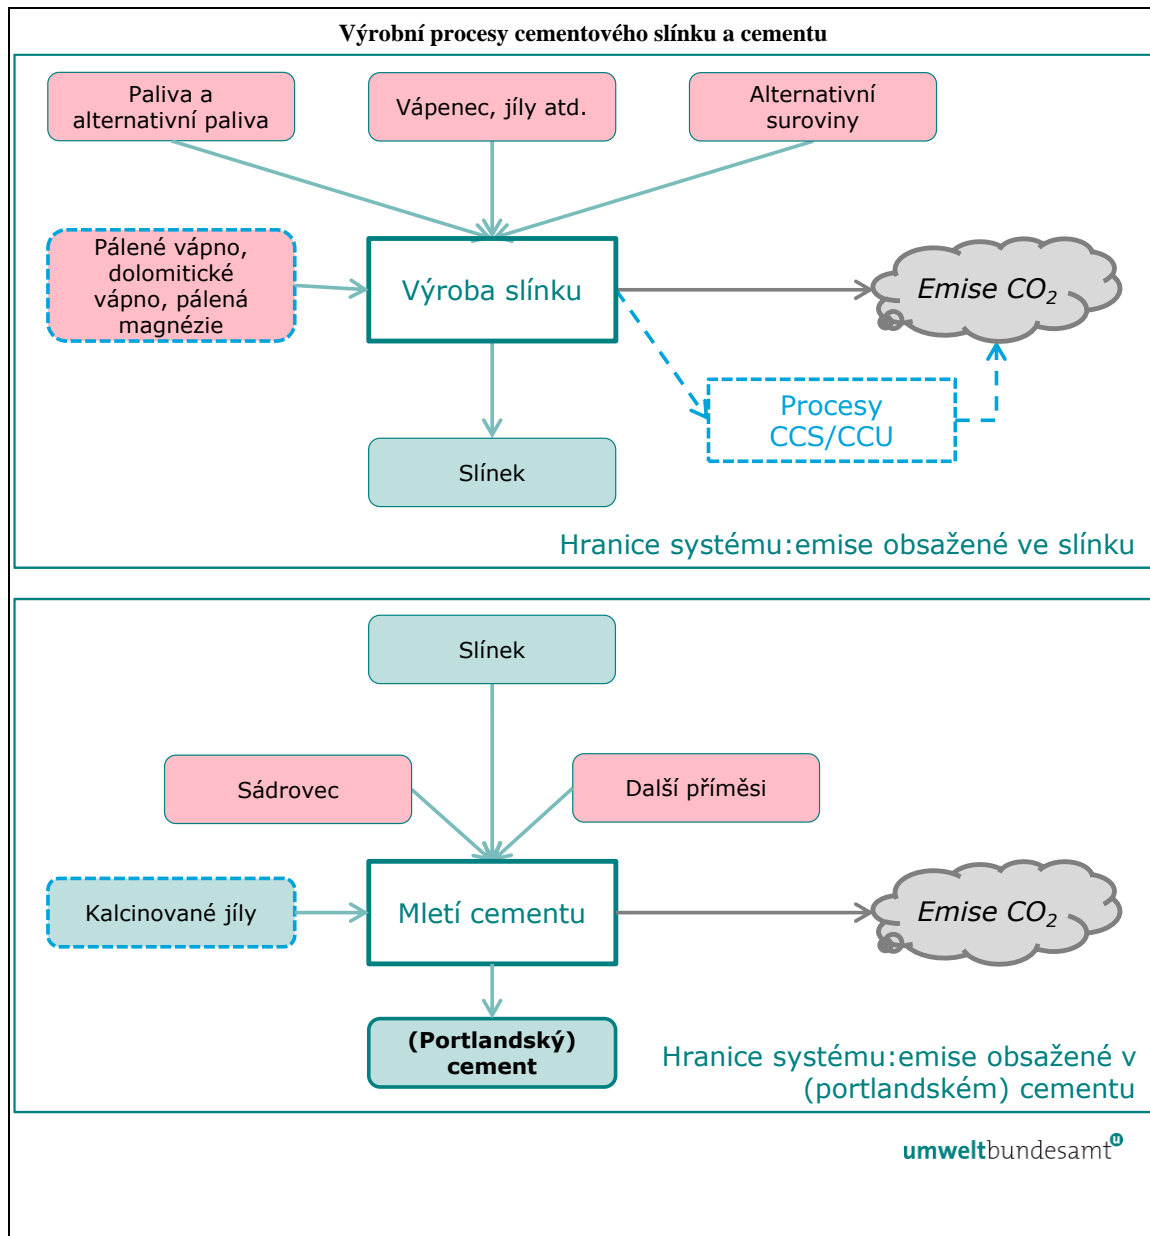 Výrobní procesy cementového slínku a cementu
Paliva a
alternativní paliva
Vápenec, jíly atd.
Alternativní
suroviny
Pálené vápno,
dolomitické
vápno, pálená
magnézie
Výroba slínku
Emise CO₂
Procesy
CCS/CCU
Slínek
Hranice systému:emise obsažené ve slínku
Slínek
Sádrovec
Další příměsi
Kalcinované jíly
Mletí cementu
Emise CO₂
(Portlandský)
cement
Hranice systému:emise obsažené v
(portlandském) cementu
umweltbundesamtᵘ